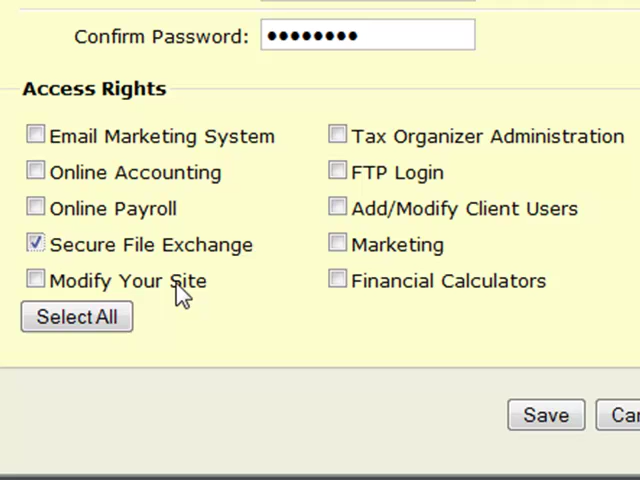 Confirm Password: ••••••••
Access Rights
Email Marketing System
Tax Organizer Administration
Online Accounting
FTP Login
Online Payroll
Add/Modify Client Users
Secure File Exchange
Marketing
Modify Your Site
Financial Calculators
Select All
Save